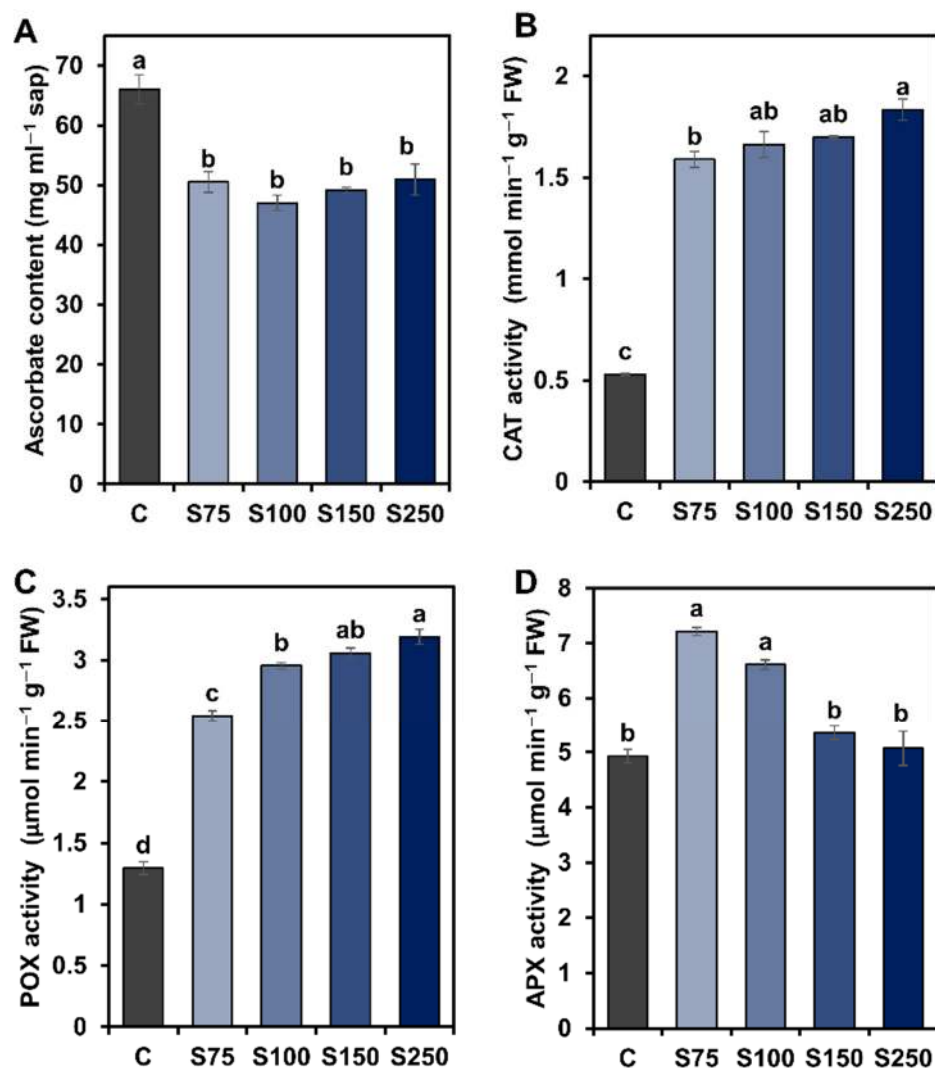 A
Ascorbate content (mg ml⁻¹ sap)
70
60
50
40
30
20
10
0
a
b
b
b
b
C S75 S100 S150 S250
B
CAT activity (mmol min⁻¹ g⁻¹ FW)
2
1.5
1
0.5
0
c
b
ab
ab
a
C S75 S100 S150 S250
C
POX activity (µmol min⁻¹ g⁻¹ FW)
3.5
3
2.5
2
1.5
1
0.5
0
d
c
b
ab
a
C S75 S100 S150 S250
D
APX activity (µmol min⁻¹ g⁻¹ FW)
8
7
6
5
4
3
2
1
0
b
a
a
b
b
C S75 S100 S150 S250